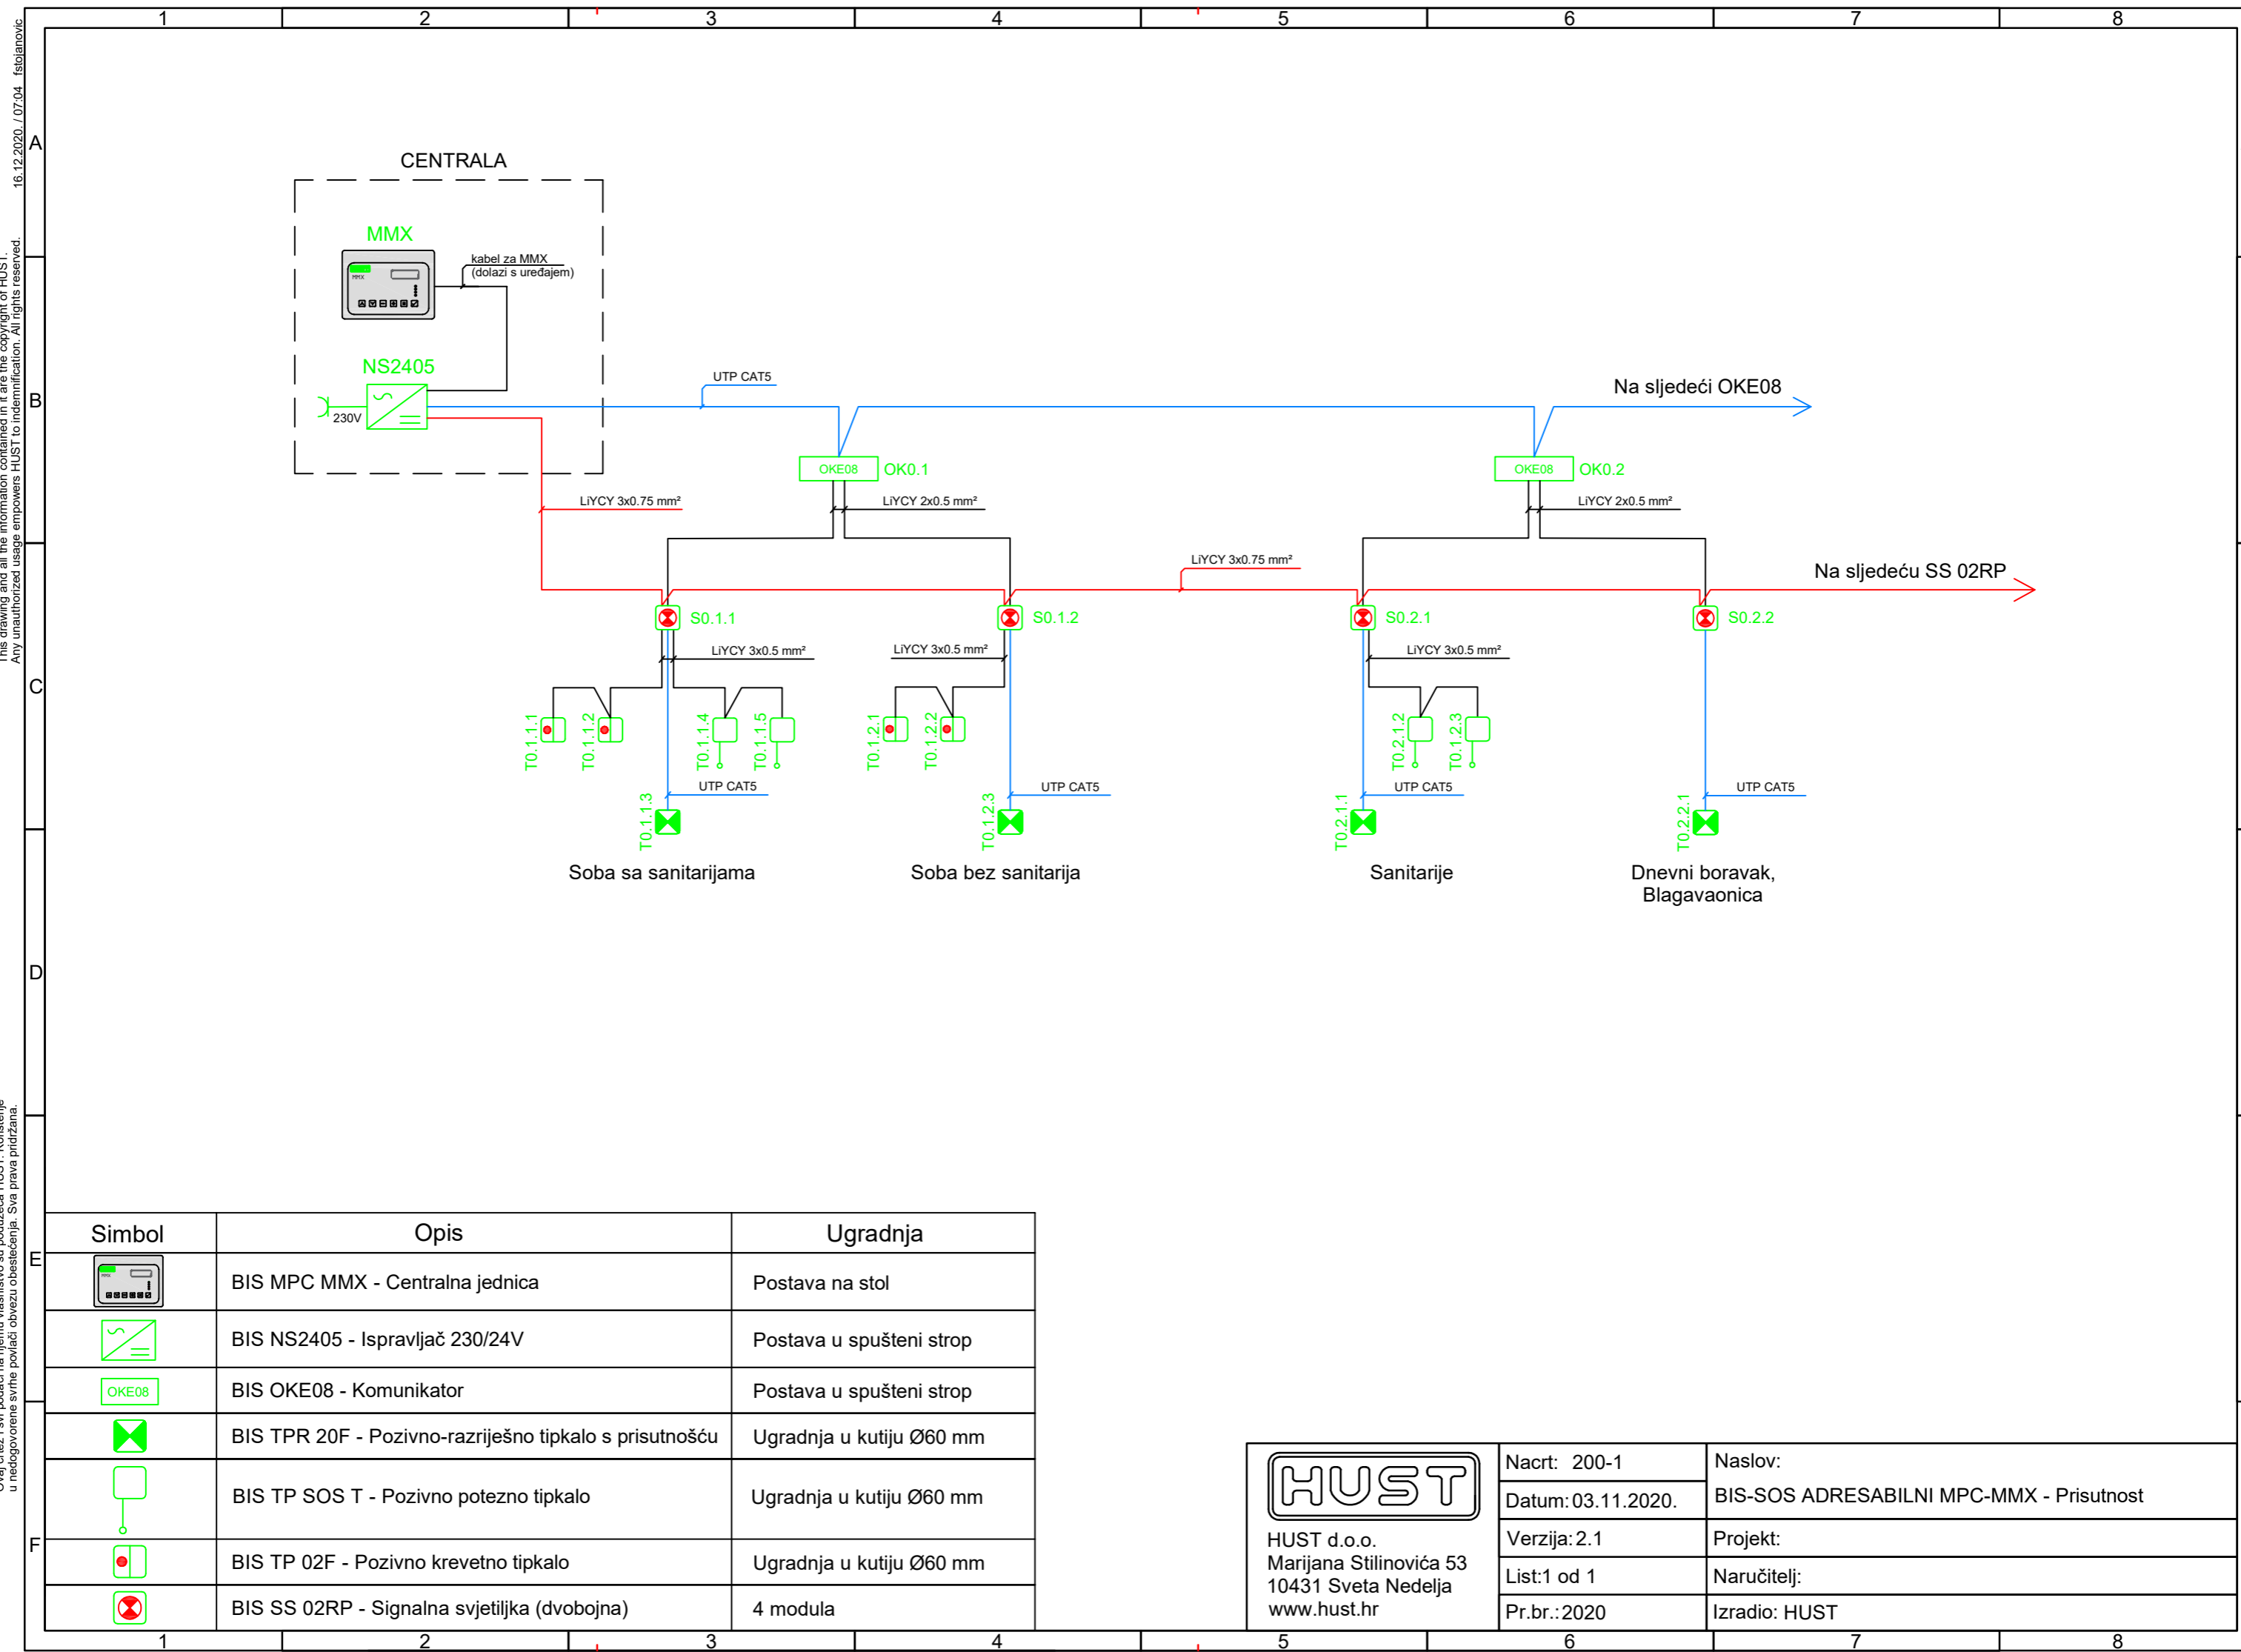 1 2 3 4 5 6 7 8
16.12.2020. / 07:04 fstojanovic
This drawing and all the information contained in it are the copyright of HUST.
Any unauthorized usage empowers HUST to indemnification. All rights reserved.
u nedogovorene svrhe povlači obvezu obeštećenja. Sva prava pridržana.
A
B
C
D
E
F
CENTRALA
MMX
MMX
kabel za MMX
(dolazi s uređajem)
NS2405
230V
UTP CAT5
Na sljedeći OKE08
OKE08 OK0.1
OKE08 OK0.2
LiYCY 3x0.75 mm²
LiYCY 2x0.5 mm²
LiYCY 2x0.5 mm²
LiYCY 3x0.75 mm²
Na sljedeću SS 02RP
S0.1.1
S0.1.2
S0.2.1
S0.2.2
LiYCY 3x0.5 mm²
LiYCY 3x0.5 mm²
LiYCY 3x0.5 mm²
T0.1.1.1
T0.1.1.2
T0.1.1.4
T0.1.1.5
T0.1.2.1
T0.1.2.2
T0.2.1.2
T0.1.2.3
UTP CAT5
UTP CAT5
UTP CAT5
UTP CAT5
T0.1.1.3
T0.1.2.3
T0.2.1.1
T0.2.2.1
Soba sa sanitarijama
Soba bez sanitarija
Sanitarije
Dnevni boravak,
Blagavaonica
Simbol Opis Ugradnja
MMX
BIS MPC MMX - Centralna jednica Postava na stol
BIS NS2405 - Ispravljač 230/24V Postava u spušteni strop
OKE08 BIS OKE08 - Komunikator Postava u spušteni strop
BIS TPR 20F - Pozivno-razriješno tipkalo s prisutnošću Ugradnja u kutiju Ø60 mm
BIS TP SOS T - Pozivno potezno tipkalo Ugradnja u kutiju Ø60 mm
BIS TP 02F - Pozivno krevetno tipkalo Ugradnja u kutiju Ø60 mm
BIS SS 02RP - Signalna svjetiljka (dvobojna) 4 modula
HUST
HUST d.o.o.
Marijana Stilinovića 53
10431 Sveta Nedelja
www.hust.hr
Nacrt: 200-1
Datum: 03.11.2020.
Verzija: 2.1
List:1 od 1
Pr.br.: 2020
Naslov:
BIS-SOS ADRESABILNI MPC-MMX - Prisutnost
Projekt:
Naručitelj:
Izradio: HUST
1 2 3 4 5 6 7 8